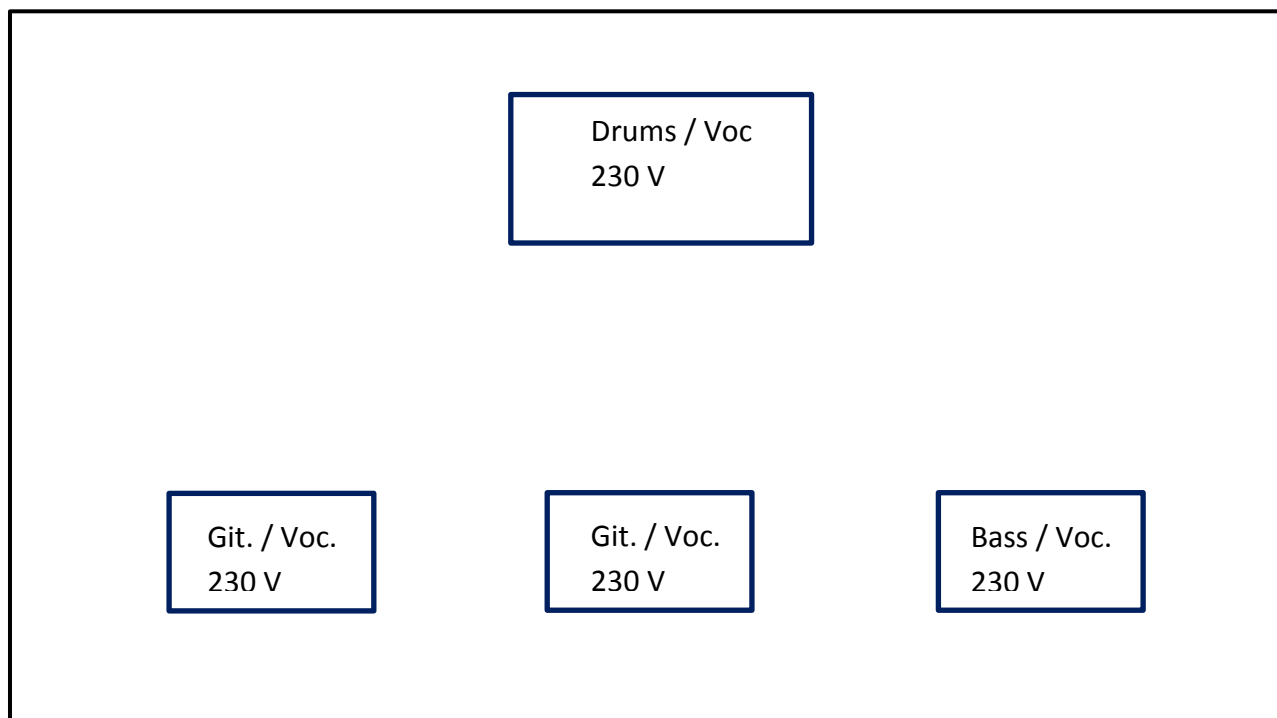 Drums / Voc
230 V
Git. / Voc.
230 V
Git. / Voc.
230 V
Bass / Voc.
230 V